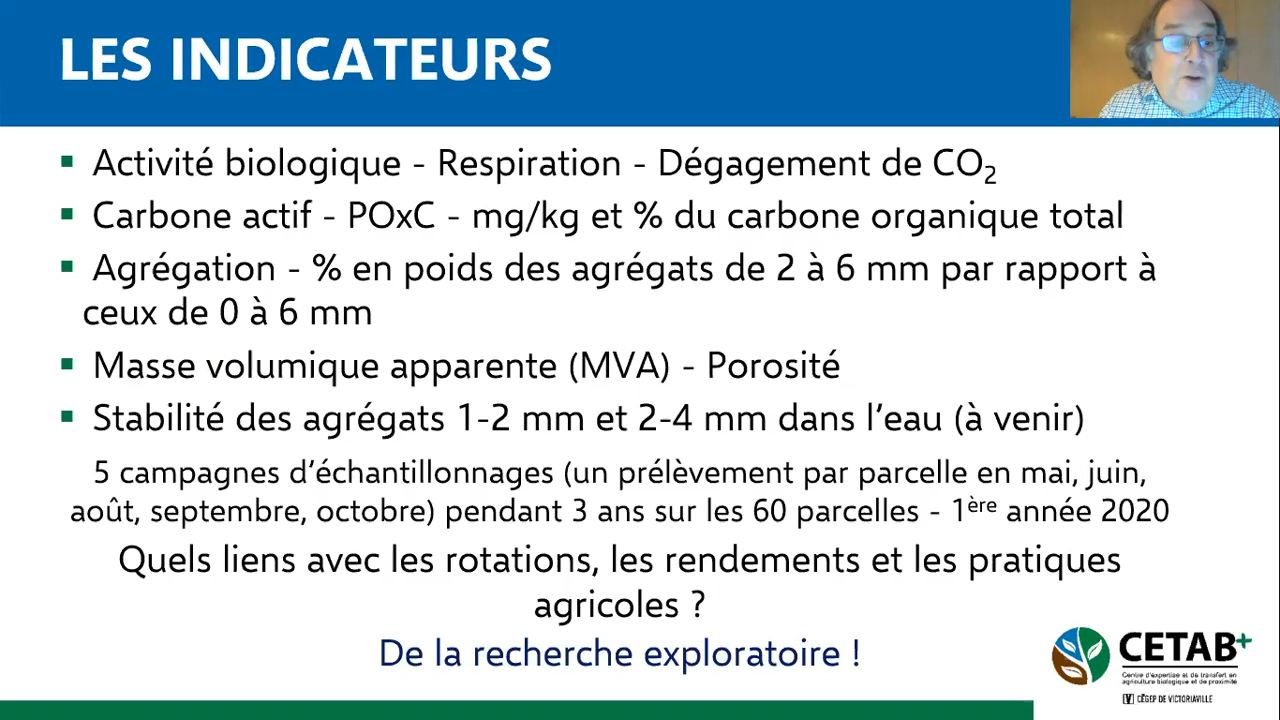 LES INDICATEURS
▪ Activité biologique - Respiration - Dégagement de CO₂
▪ Carbone actif - POxC - mg/kg et % du carbone organique total
▪ Agrégation - % en poids des agrégats de 2 à 6 mm par rapport à
ceux de 0 à 6 mm
▪ Masse volumique apparente (MVA) - Porosité
▪ Stabilité des agrégats 1-2 mm et 2-4 mm dans l’eau (à venir)
5 campagnes d’échantillonnages (un prélèvement par parcelle en mai, juin,
août, septembre, octobre) pendant 3 ans sur les 60 parcelles - 1ère année 2020
Quels liens avec les rotations, les rendements et les pratiques
agricoles ?
De la recherche exploratoire !
CETAB+
Centre d'expertise et de transfert en
agriculture biologique et de proximité
CÉGEP DE VICTORIAVILLE